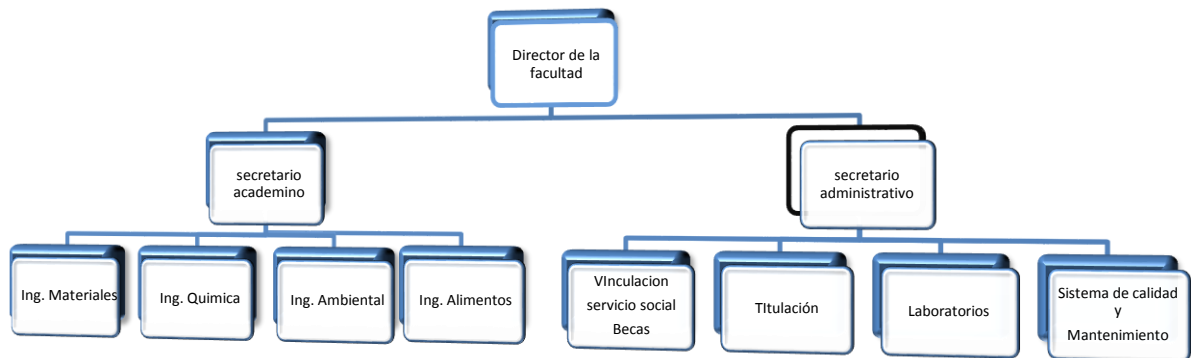 Director de la
facultad
secretario
academino
secretario
administrativo
Ing. Materiales
Ing. Quimica
Ing. Ambiental
Ing. Alimentos
VInculacion
servicio social
Becas
TItulación
Laboratorios
Sistema de calidad
y
Mantenimiento